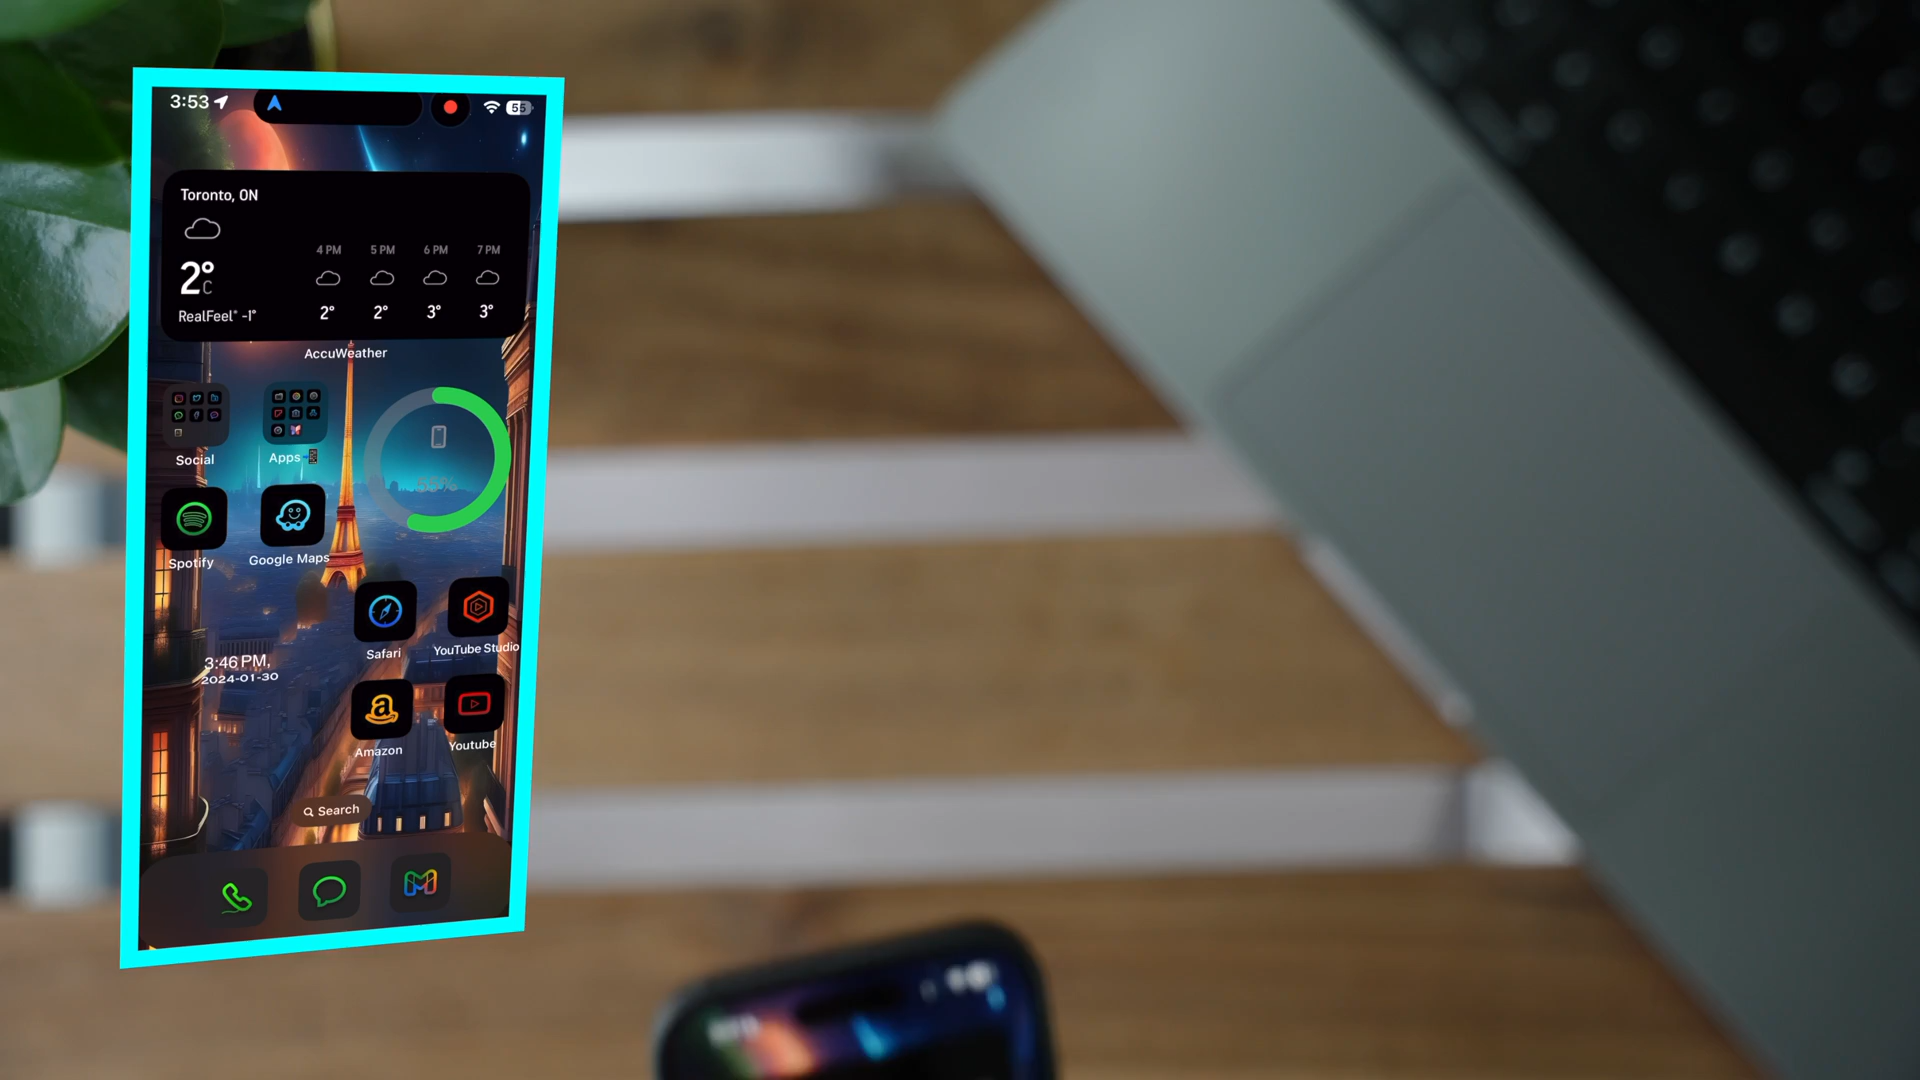 3:53
55
Toronto, ON
4 PM 5 PM 6 PM 7 PM
2°
C
2° 2° 3° 3°
RealFeel® -1°
AccuWeather
Social Apps
55%
Spotify Google Maps
Safari YouTube Studio
3:46 PM,
2024-01-30
Amazon Youtube
Search